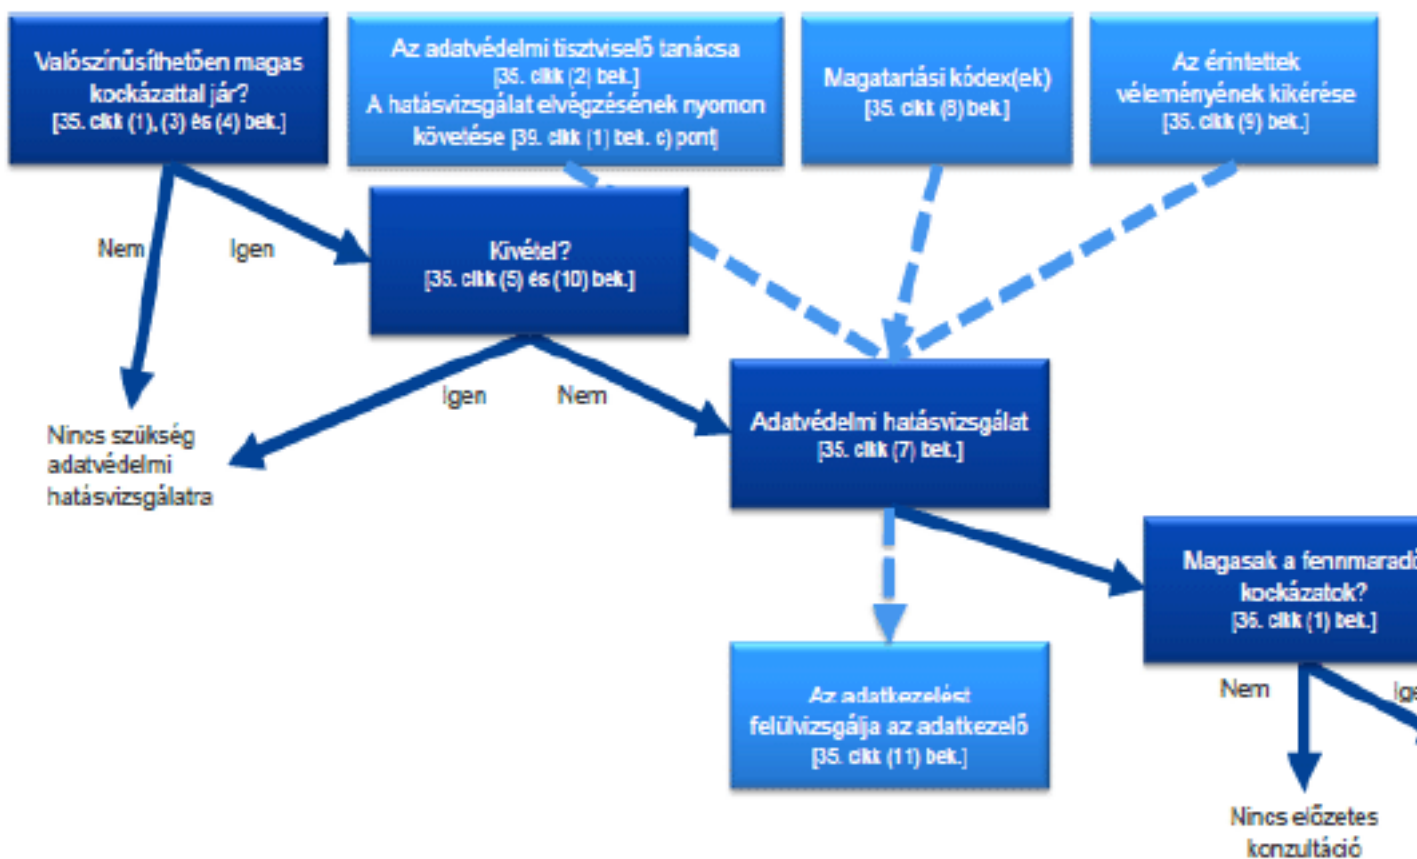 Valószínűsíthetően magas
kockázattal jár?
[35. cikk (1), (3) és (4) bek.]
Az adatvédelmi tisztviselő tanácsa
[35. cikk (2) bek.]
A hatásvizsgálat elvégzésének nyomon
követése [39. cikk (1) bek. c) pont]
Magatartási kódex(ek)
[35. cikk (8) bek.]
Az érintettek
véleményének kikérése
[35. cikk (9) bek.]
Nem
Igen
Kivétel?
[35. cikk (5) és (10) bek.]
Igen
Nem
Nincs szükség
adatvédelmi
hatásvizsgálatra
Adatvédelmi hatásvizsgálat
[35. cikk (7) bek.]
Magasak a fennmaradó
kockázatok?
[36. cikk (1) bek.]
Az adatkezelést
felülvizsgálja az adatkezelő
[35. cikk (11) bek.]
Nem
Ige
Nincs előzetes
konzultáció